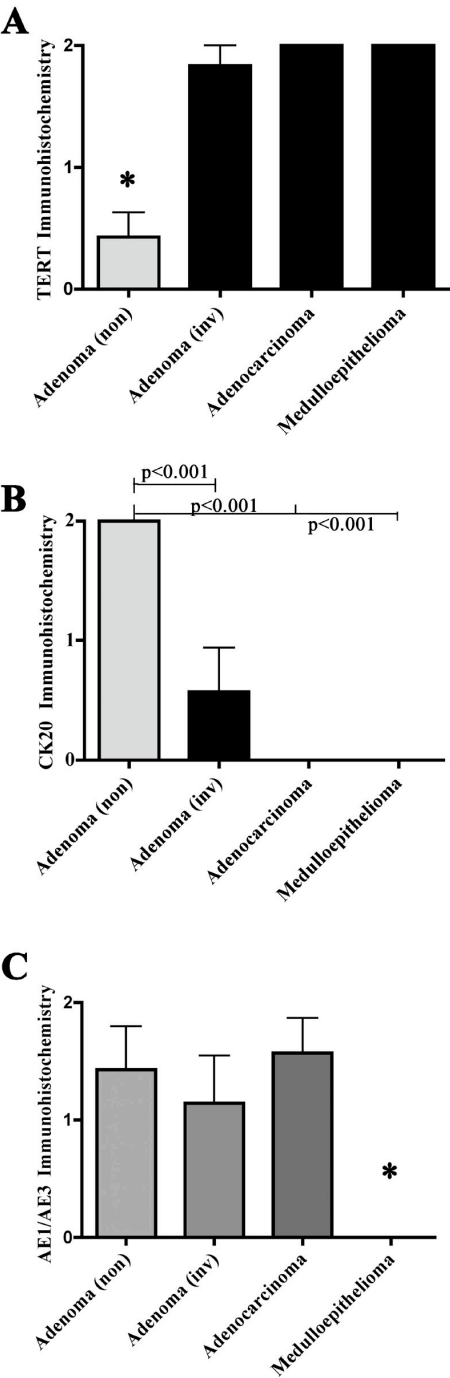 A
TERT Immunohistochemistry
2
1
0
*
Adenoma (non)
Adenoma (inv)
Adenocarcinoma
Medulloepithelioma
B
CK20 Immunohistochemistry
p<0.001
p<0.001
p<0.001
2
1
0
Adenoma (non)
Adenoma (inv)
Adenocarcinoma
Medulloepithelioma
C
AE1/AE3 Immunohistochemistry
2
1
0
*
Adenoma (non)
Adenoma (inv)
Adenocarcinoma
Medulloepithelioma